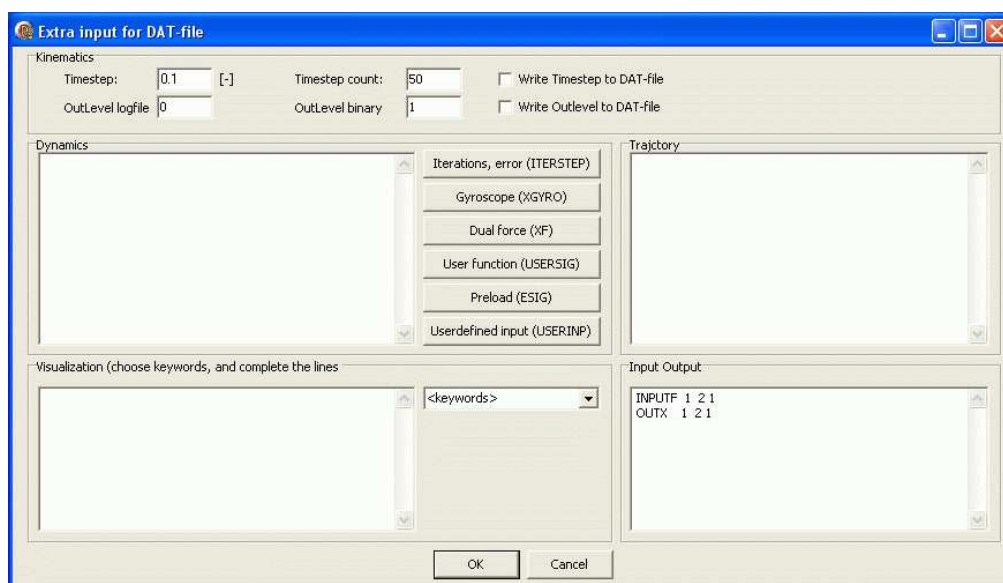 Extra input for DAT-file
Kinematics
Timestep: 0.1 [-] Timestep count: 50 Write Timestep to DAT-file
OutLevel logfile 0 OutLevel binary 1 Write Outlevel to DAT-file
Dynamics
Iterations, error (ITERSTEP)
Gyroscope (XGYRO)
Dual force (XF)
User function (USERSIG)
Preload (ESIG)
Userdefined input (USERINP)
Trajctory
Visualization (choose keywords, and complete the lines
<keywords>
Input Output
INPUTF 1 2 1
OUTX 1 2 1
OK Cancel